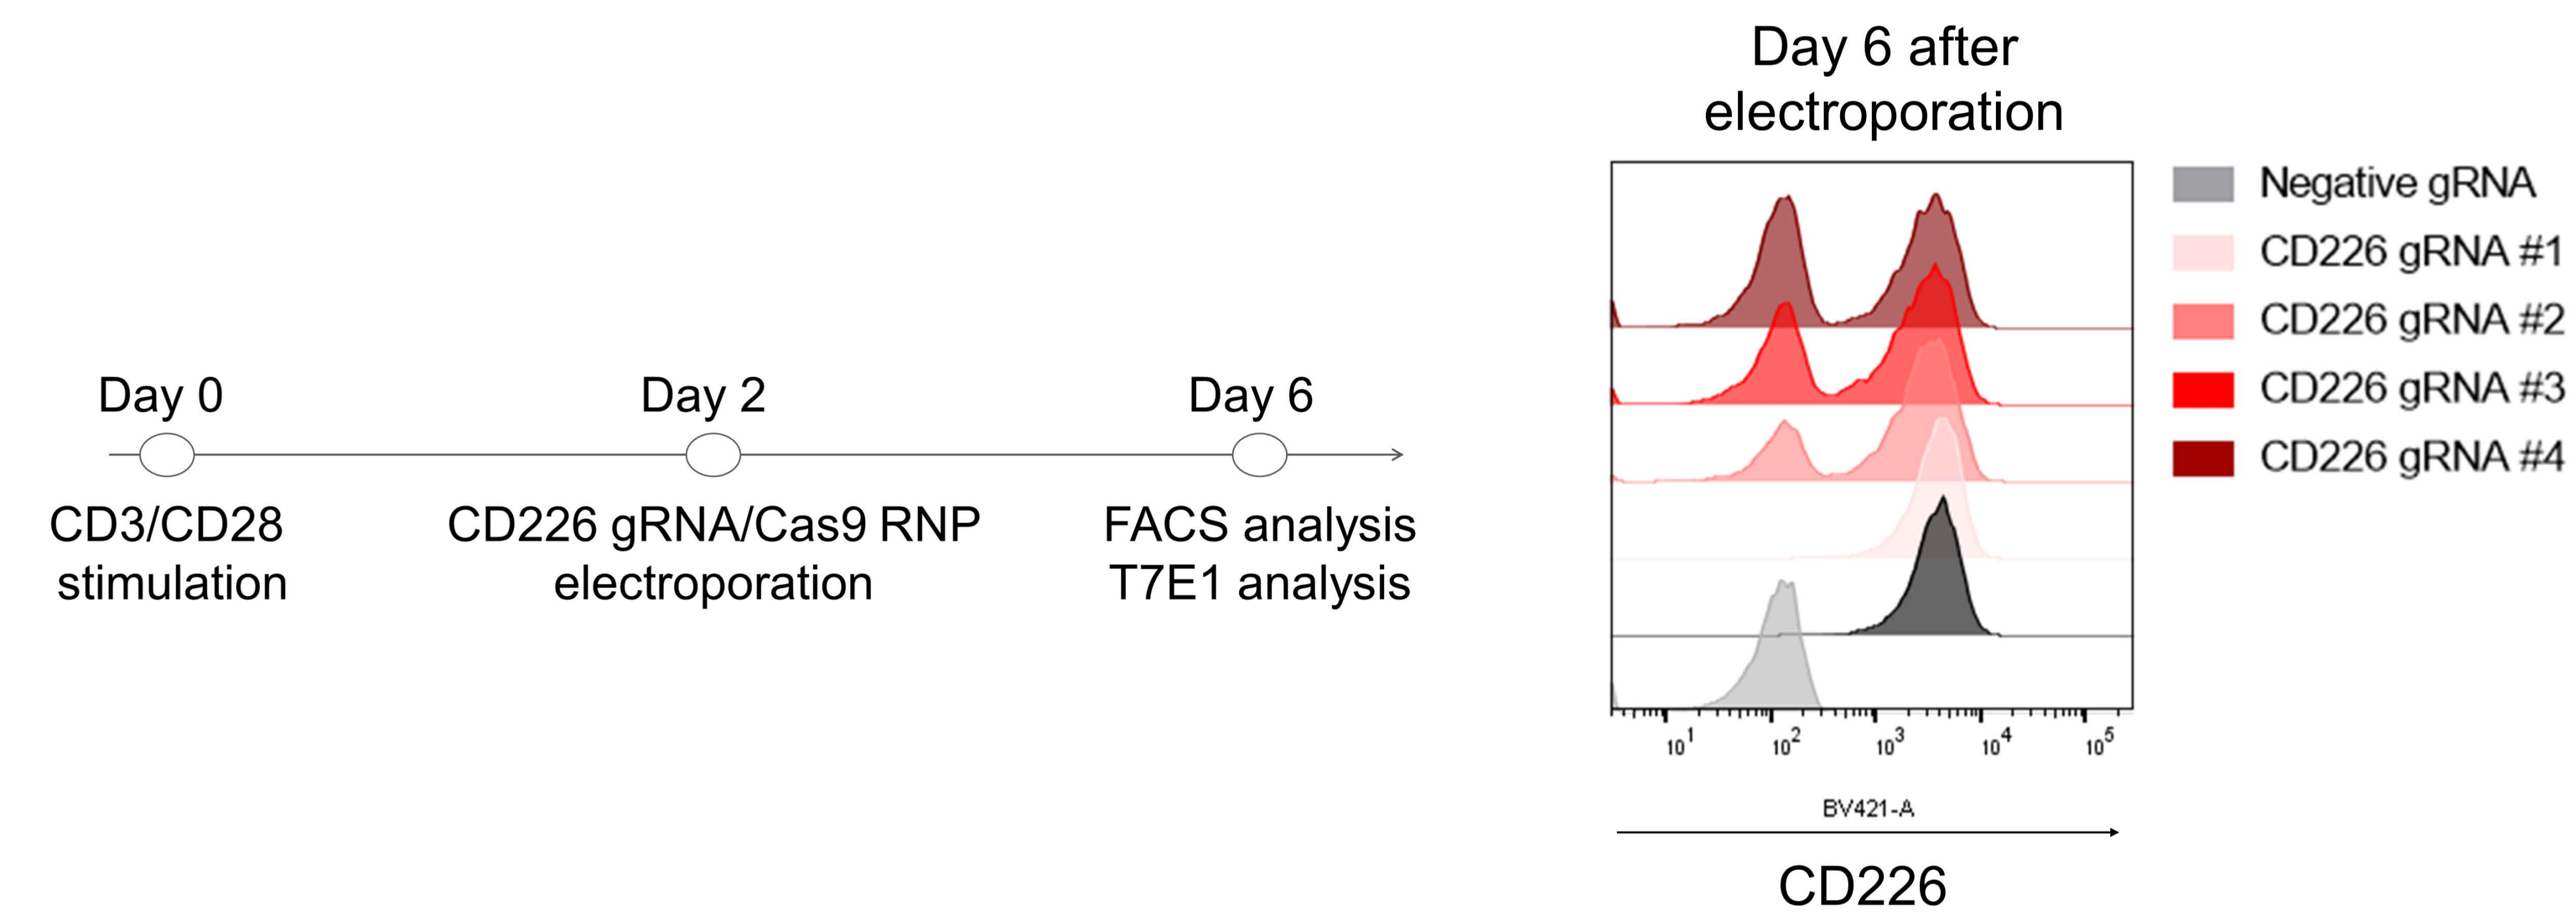 Day 0
Day 2
Day 6
CD3/CD28
stimulation
CD226 gRNA/Cas9 RNP
electroporation
FACS analysis
T7E1 analysis
Day 6 after
electroporation
Negative gRNA
CD226 gRNA #1
CD226 gRNA #2
CD226 gRNA #3
CD226 gRNA #4
10^1 10^2 10^3 10^4 10^5
BV421-A
CD226